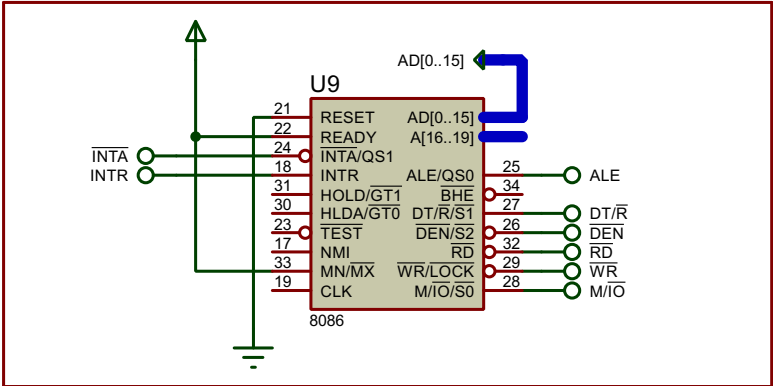 AD[0..15]
U9
21 RESET AD[0..15]
22 READY A[16..19]
INTA 24 INTA/QS1
INTR 18 INTR ALE/QS0 25 ALE
31 HOLD/GT1 BHE 34
30 HLDA/GT0 DT/R/S1 27 DT/R
23 TEST DEN/S2 26 DEN
17 NMI RD 32 RD
33 MN/MX WR/LOCK 29 WR
19 CLK M/IO/S0 28 M/IO
8086